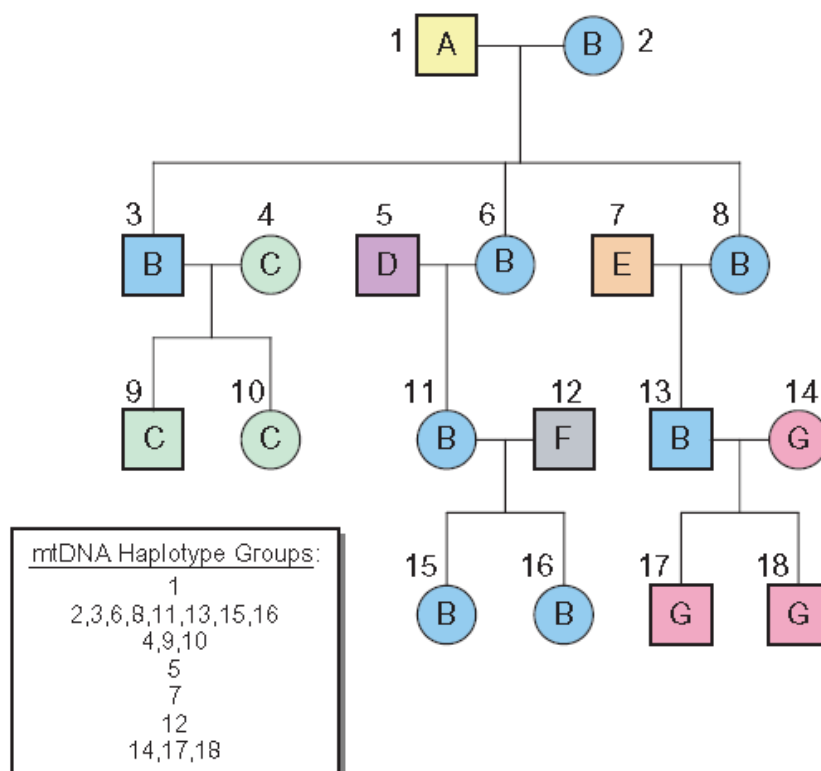 1 A B 2
3 4 5 6 7 8
B C D B E B
9 10 11 12 13 14
C C B F B G
mtDNA Haplotype Groups:
1
2,3,6,8,11,13,15,16
4,9,10
5
7
12
14,17,18
15 16 17 18
B B G G